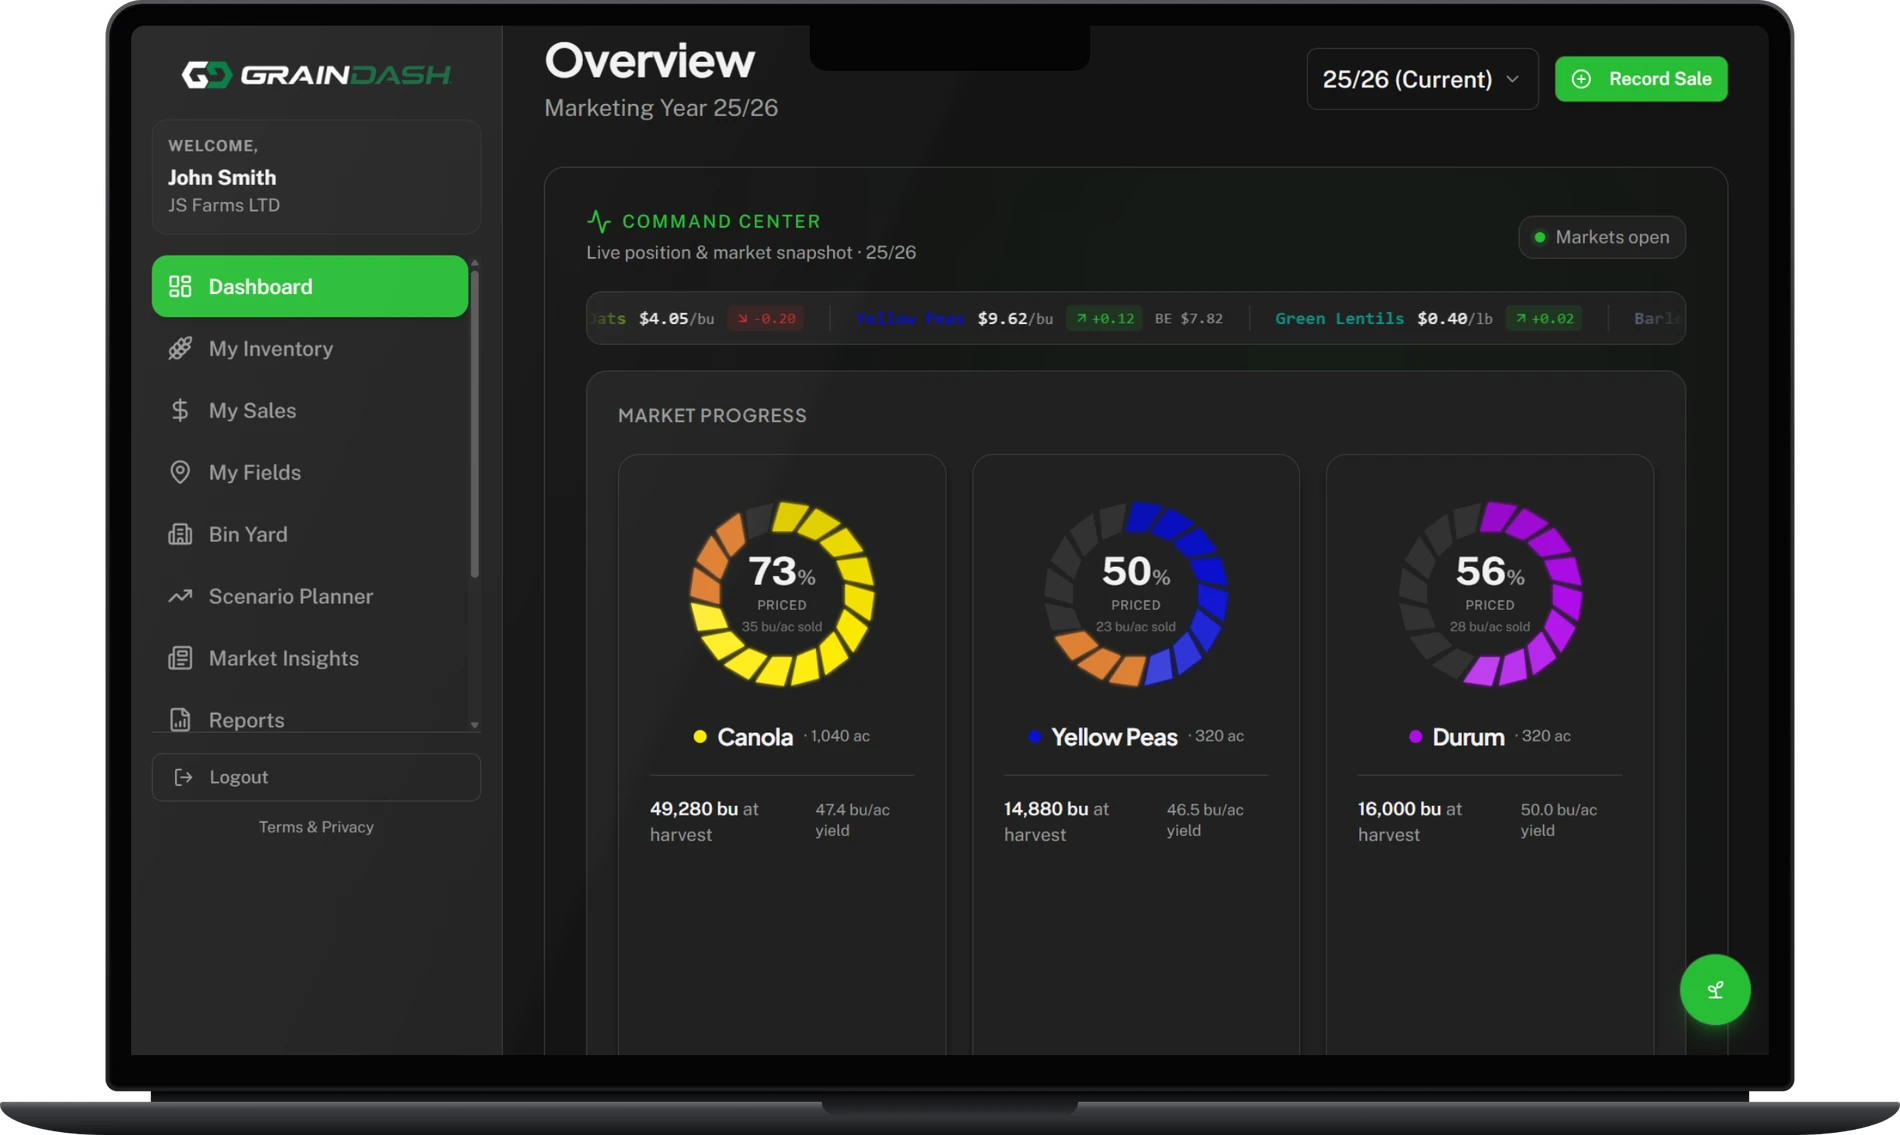 GRAINDASH
WELCOME,
John Smith
JS Farms LTD
Dashboard
My Inventory
My Sales
My Fields
Bin Yard
Scenario Planner
Market Insights
Reports
Logout
Terms & Privacy
Overview
Marketing Year 25/26
25/26 (Current)
Record Sale
COMMAND CENTER
Live position & market snapshot · 25/26
Markets open
ats $4.05/bu -0.20 Yellow Peas $9.62/bu +0.12 BE $7.82 Green Lentils $0.40/lb +0.02 Barl
MARKET PROGRESS
73%
PRICED
35 bu/ac sold
Canola · 1,040 ac
49,280 bu at
harvest
47.4 bu/ac
yield
50%
PRICED
23 bu/ac sold
Yellow Peas · 320 ac
14,880 bu at
harvest
46.5 bu/ac
yield
56%
PRICED
28 bu/ac sold
Durum · 320 ac
16,000 bu at
harvest
50.0 bu/ac
yield